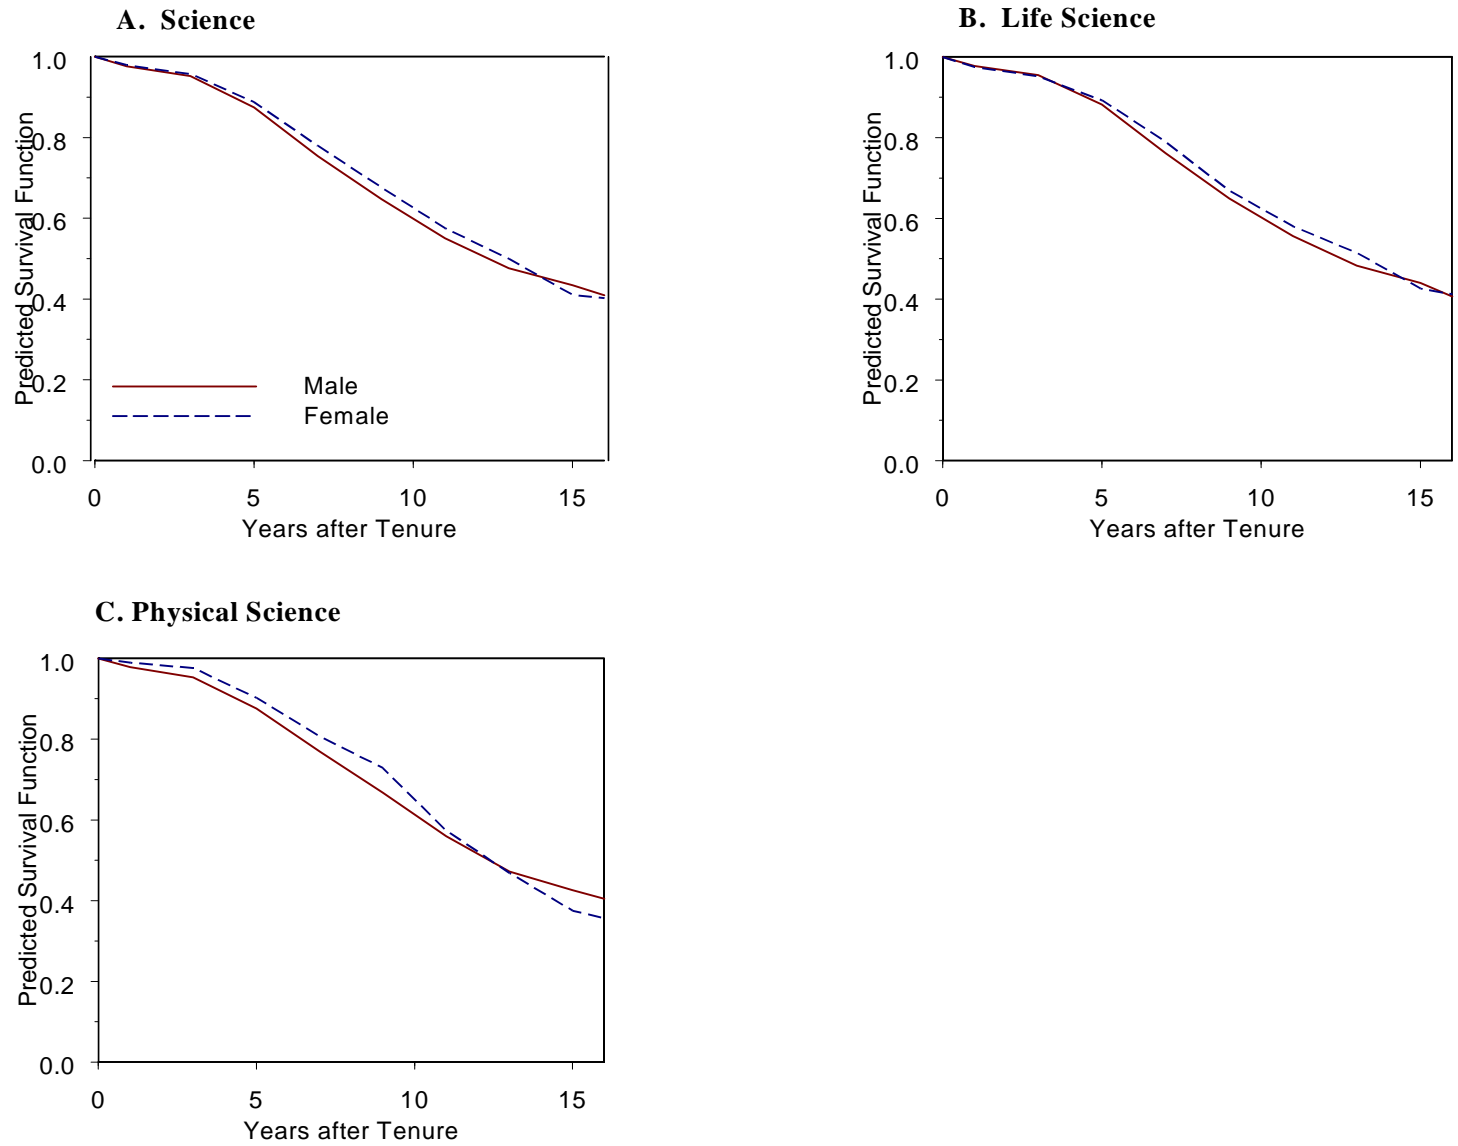 A. Science
1.0
0.8
0.6
0.4
0.2
0.0
Predicted Survival Function
Male
Female
0 5 10 15
Years after Tenure
B. Life Science
1.0
0.8
0.6
0.4
0.2
0.0
Predicted Survival Function
0 5 10 15
Years after Tenure
C. Physical Science
1.0
0.8
0.6
0.4
0.2
0.0
Predicted Survival Function
0 5 10 15
Years after Tenure